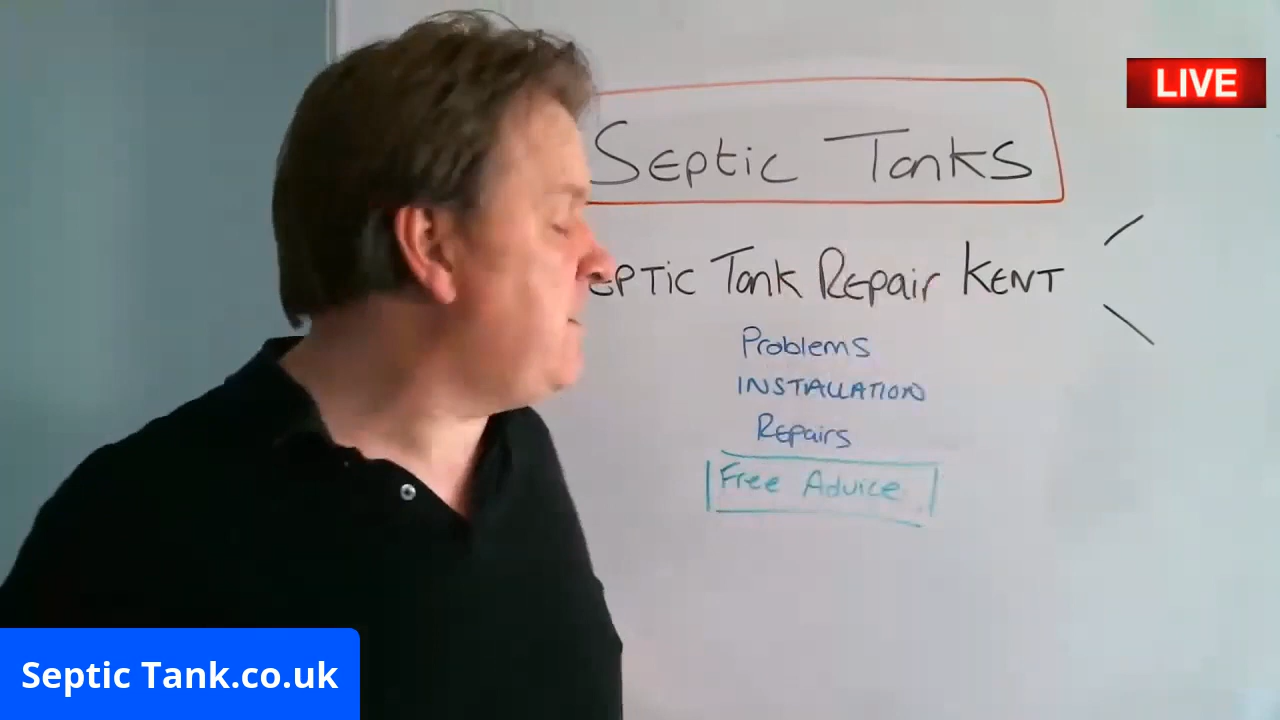 LIVE
Septic Tanks
EPTIC TANK REPAIR KENT
Problems
INSTALLATION
Repairs
Free Advice
Septic Tank.co.uk